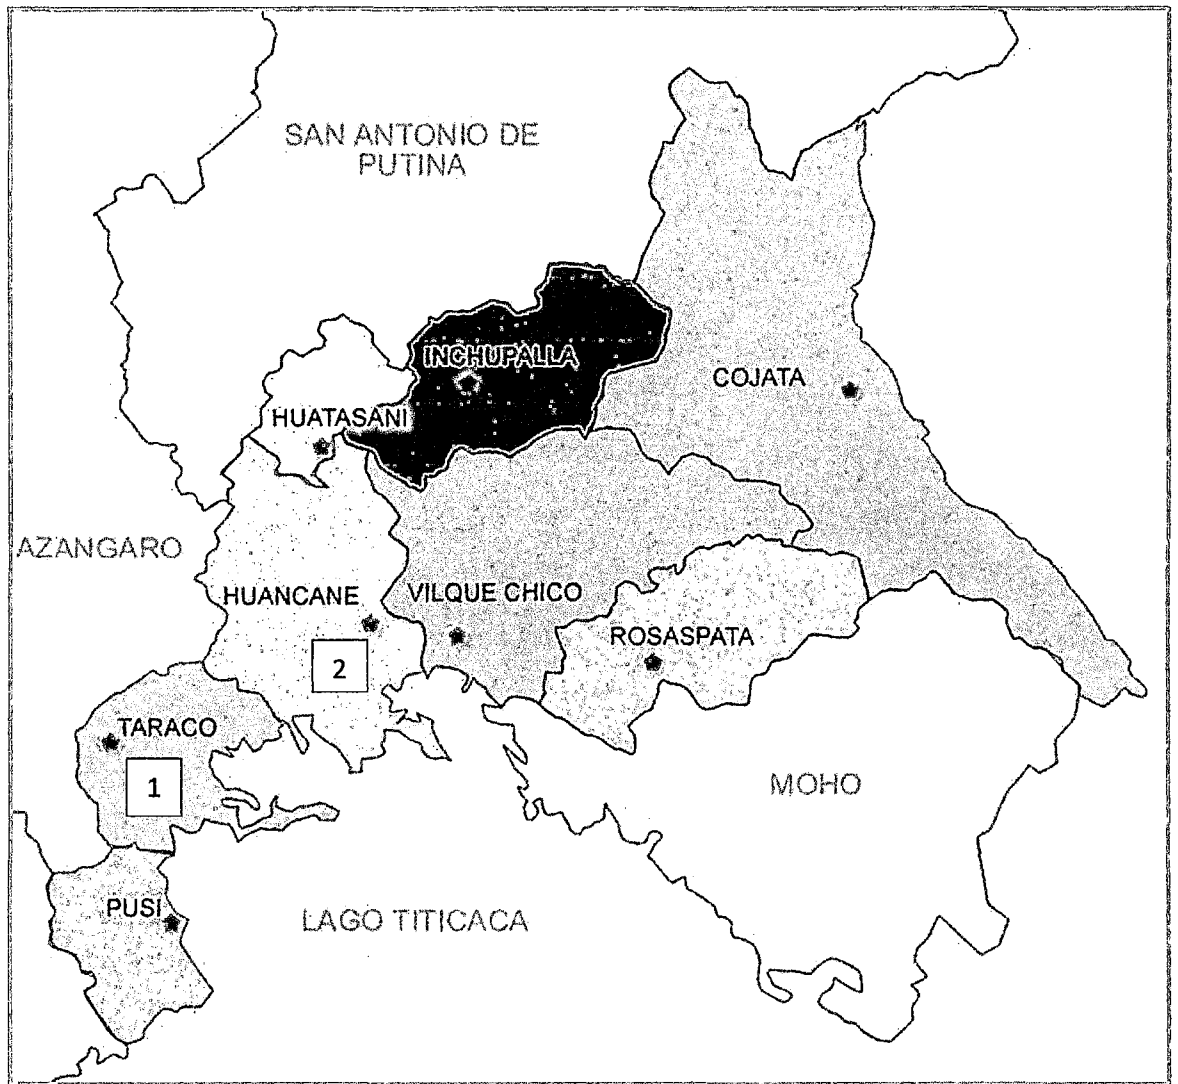 SAN ANTONIO DE
PUTINA
INCHUPALLA
COJATA
HUATASANI
AZANGARO
HUANCANE
VILQUE CHICO
ROSASPATA
2
TARACO
1
MOHO
PUSI
LAGO TITICACA